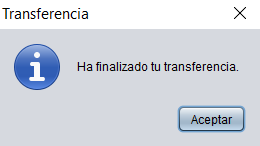 Transferencia
Ha finalizado tu transferencia.
Aceptar